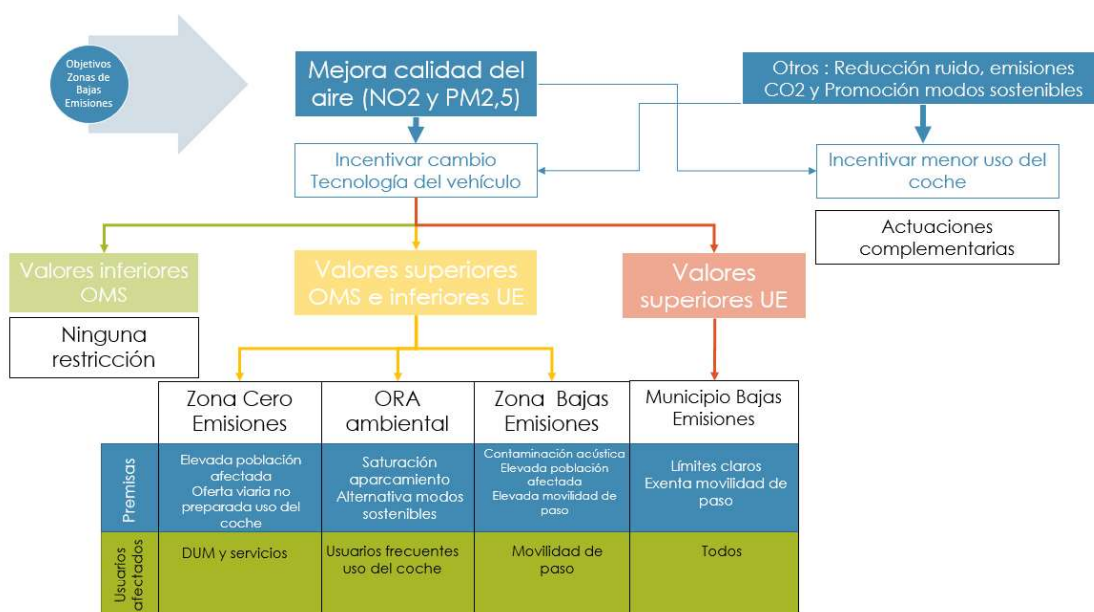 Objetivos
Zonas de
Bajas
Emisiones
Mejora calidad del
aire (NO2 y PM2,5)
Otros : Reducción ruido, emisiones
CO2 y Promoción modos sostenibles
Incentivar cambio
Tecnología del vehículo
Incentivar menor uso del
coche
Actuaciones
complementarias
Valores inferiores
OMS
Valores superiores
OMS e inferiores UE
Valores
superiores UE
Ninguna
restricción
Zona Cero
Emisiones
ORA
ambiental
Zona Bajas
Emisiones
Municipio Bajas
Emisiones
Premisas
Elevada población
afectada
Oferta viaria no
preparada uso del
coche
Saturación
aparcamiento
Alternativa modos
sostenibles
Contaminación acústica
Elevada población
afectada
Elevada movilidad de
paso
Límites claros
Exenta movilidad de
paso
Usuarios
afectados
DUM y servicios
Usuarios frecuentes
uso del coche
Movilidad de
paso
Todos